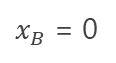 x_B = 0